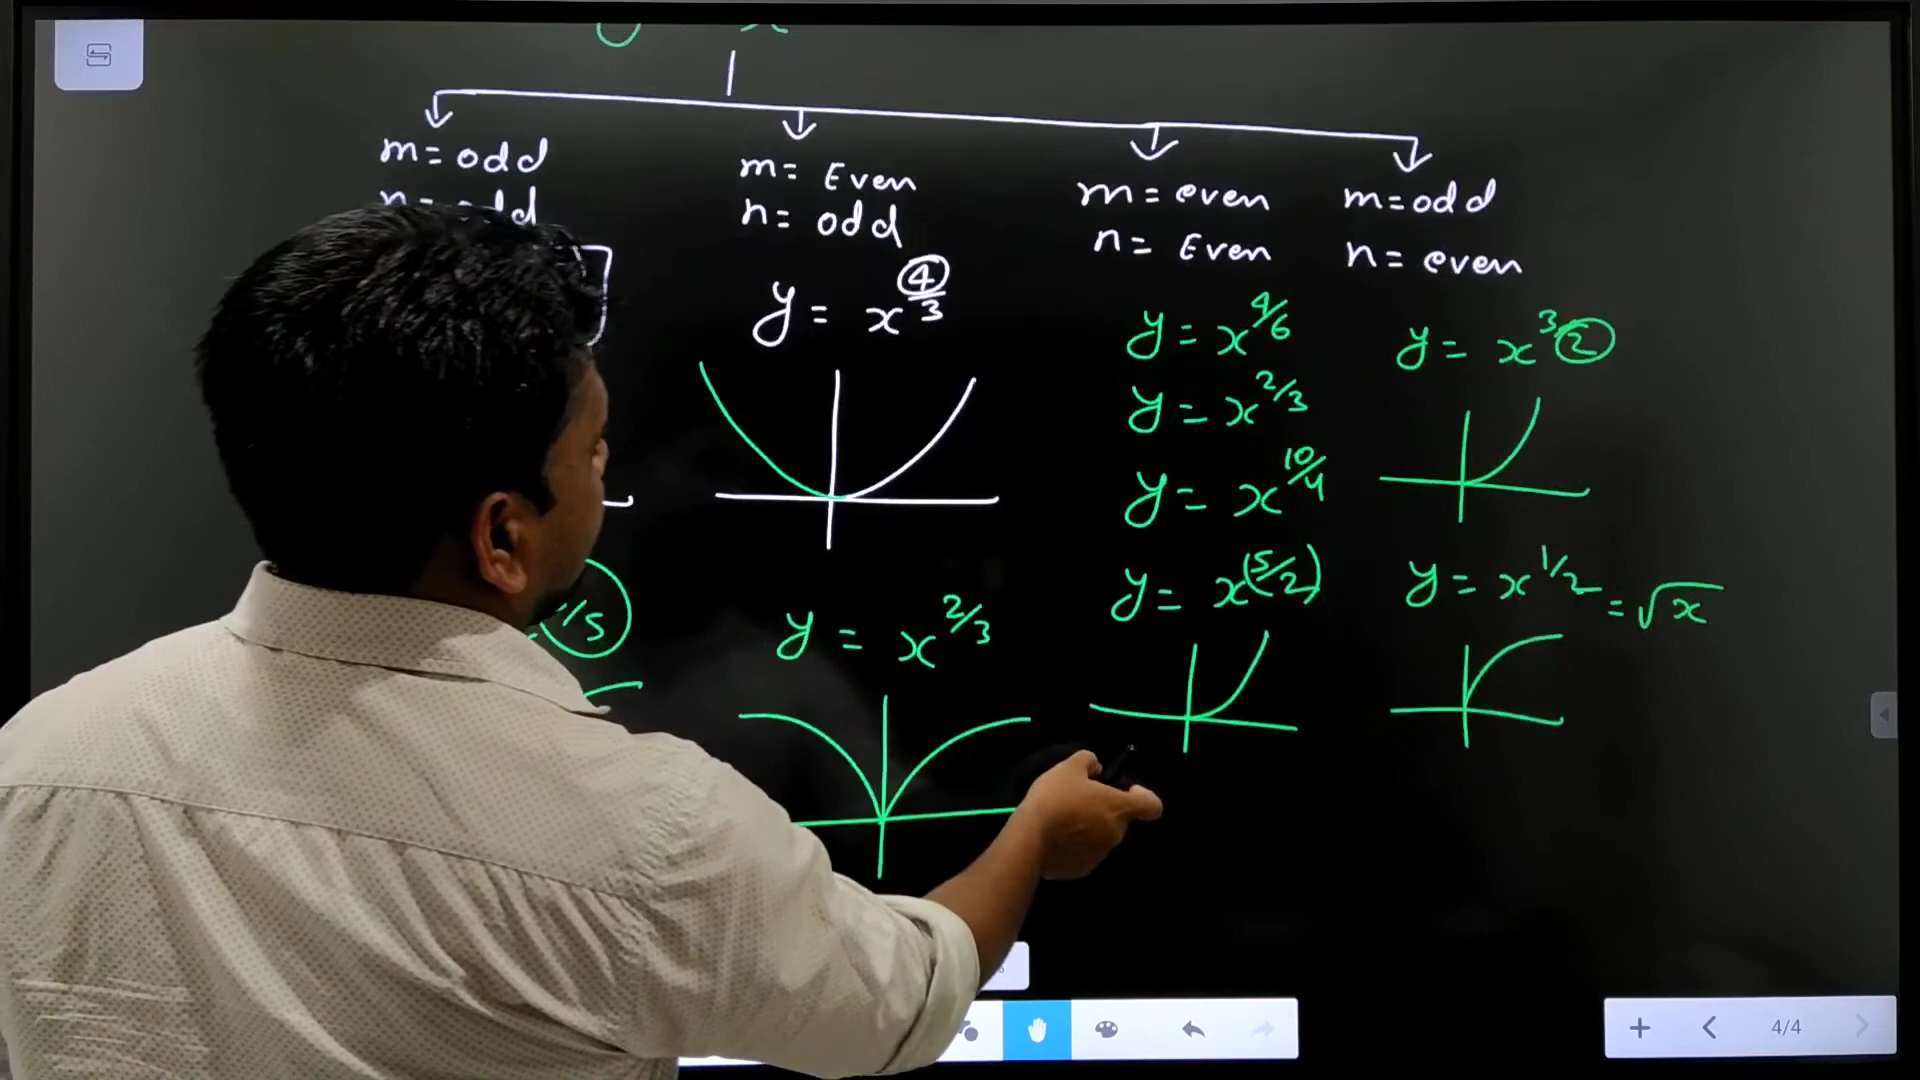 m = odd
n = odd
m = Even
n = odd
y = x^4/3
y = x^2/3
m = even
n = Even
y = x^4/6
y = x^2/3
y = x^10/4
y = x^(5/2)
m = odd
n = even
y = x^3/2
y = x^1/2 = √x
4/4